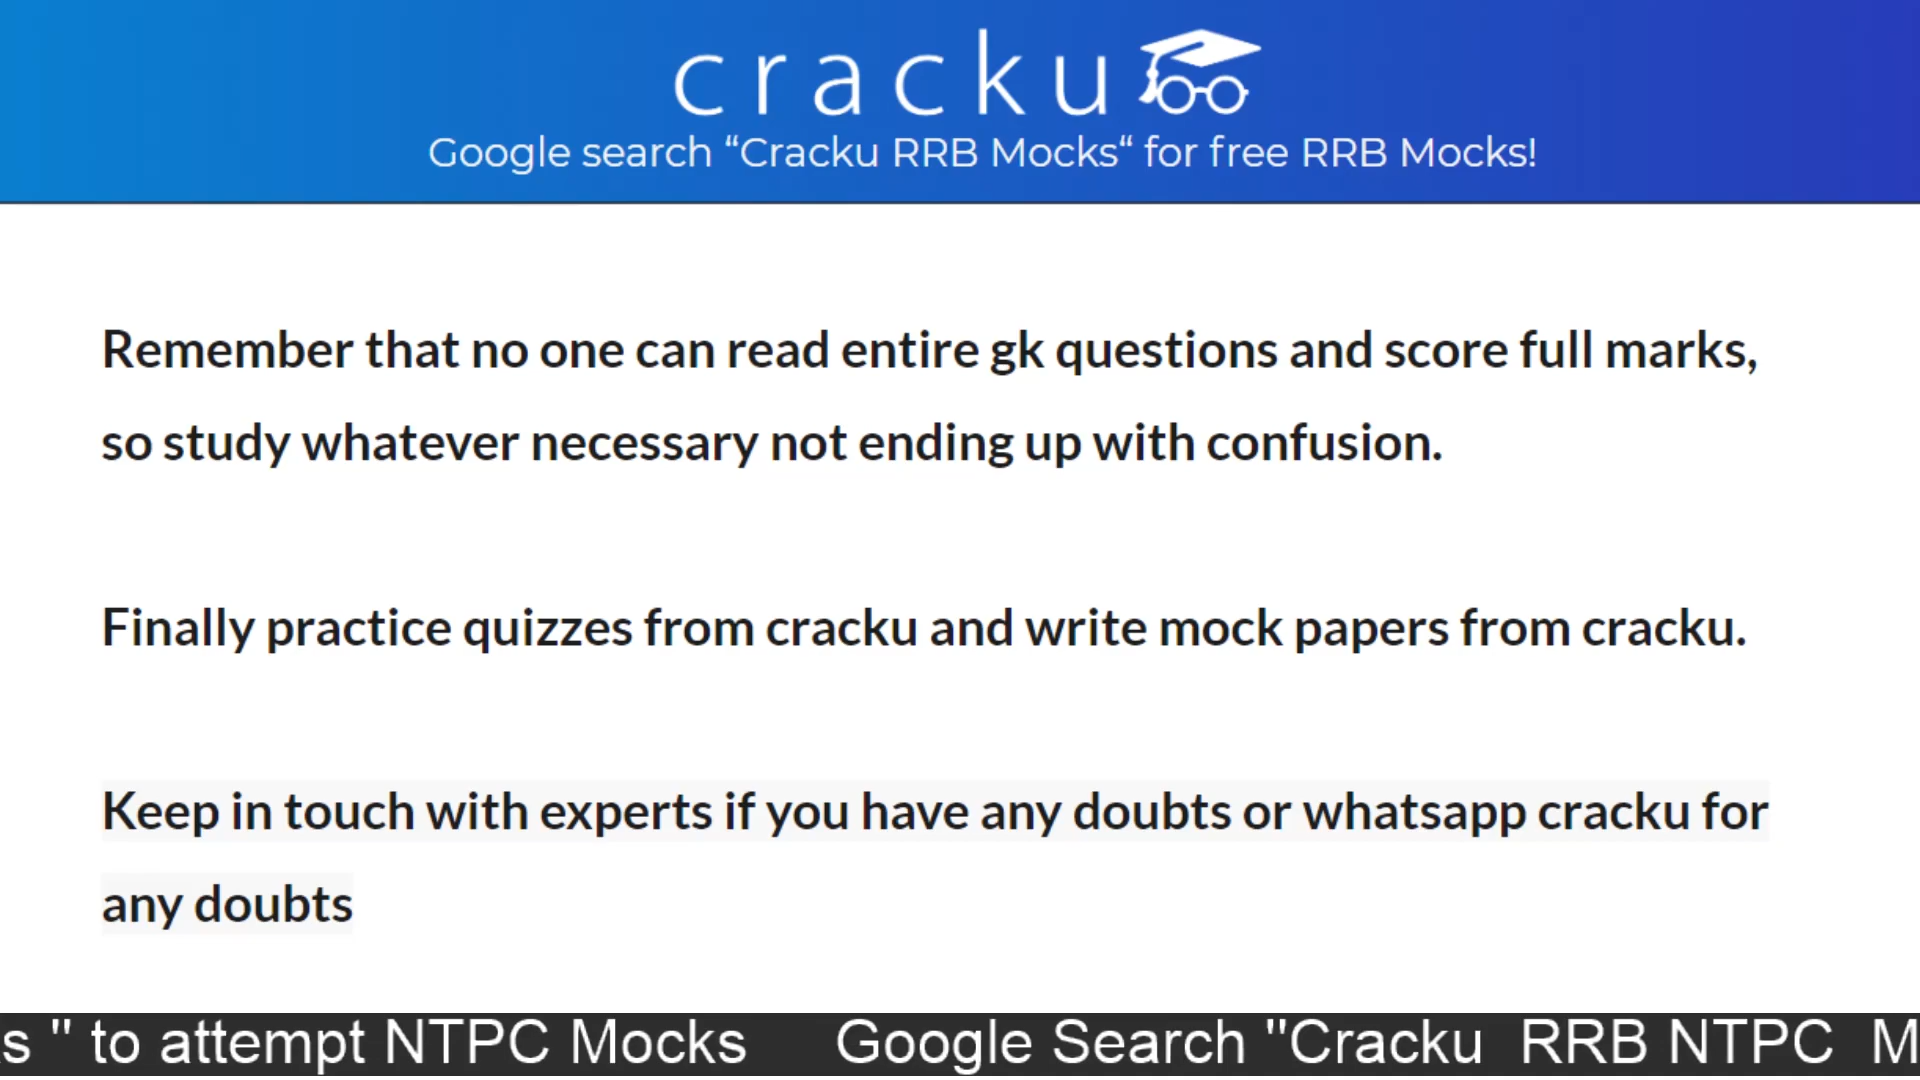 cracku
Google search “Cracku RRB Mocks“ for free RRB Mocks!
Remember that no one can read entire gk questions and score full marks,
so study whatever necessary not ending up with confusion.
Finally practice quizzes from cracku and write mock papers from cracku.
Keep in touch with experts if you have any doubts or whatsapp cracku for
any doubts
s " to attempt NTPC Mocks Google Search "Cracku RRB NTPC M